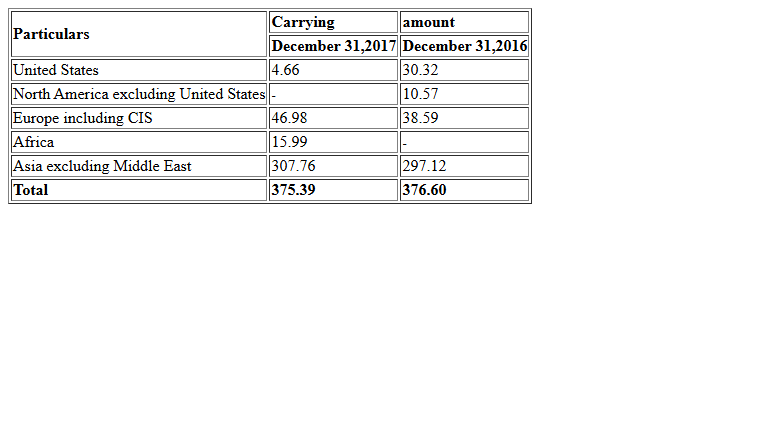 Particulars Carrying amount
December 31,2017 December 31,2016
United States 4.66 30.32
North America excluding United States - 10.57
Europe including CIS 46.98 38.59
Africa 15.99 -
Asia excluding Middle East 307.76 297.12
Total 375.39 376.60